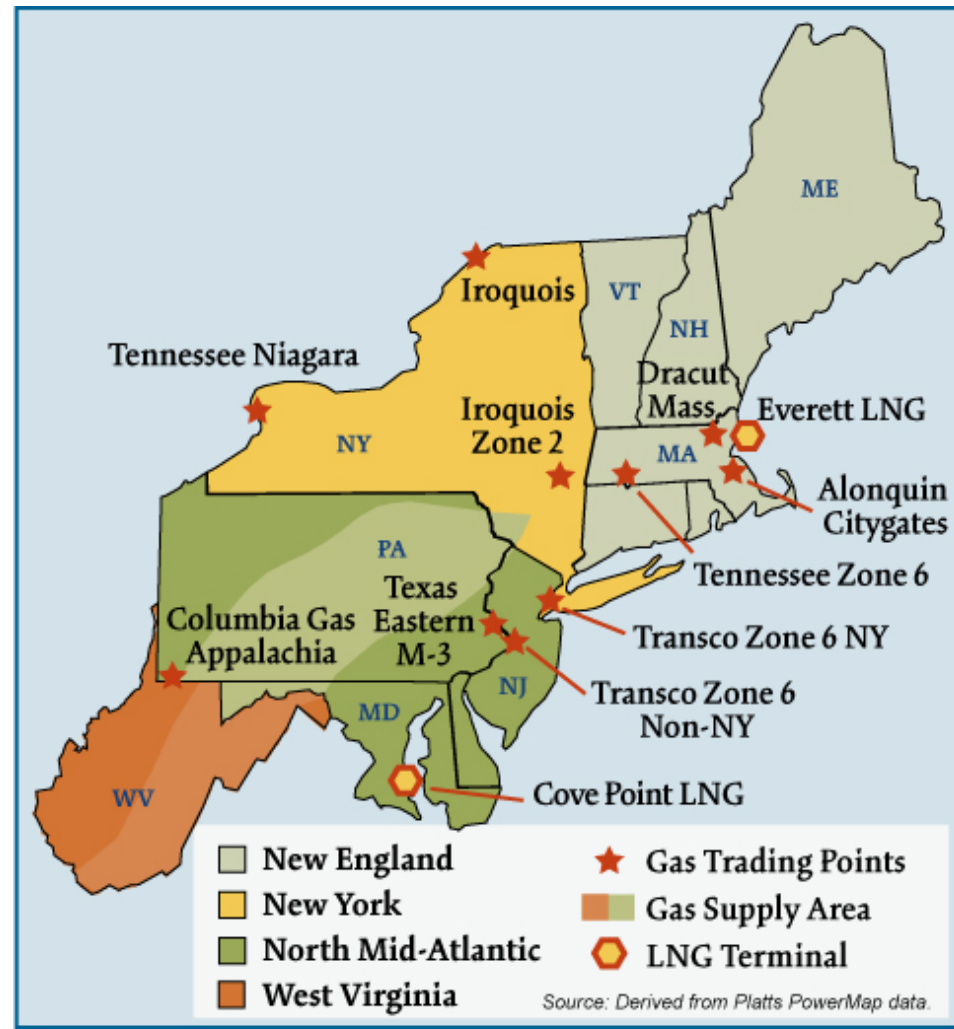 ME
Iroquois
VT
NH
Tennessee Niagara
Dracut
Mass
Everett LNG
Iroquois
Zone 2
NY
MA
Alonquin
Citygates
PA
Tennessee Zone 6
Texas
Eastern
M-3
Columbia Gas
Appalachia
Transco Zone 6 NY
NJ
Transco Zone 6
Non-NY
MD
WV
Cove Point LNG
New England
New York
North Mid-Atlantic
West Virginia
Gas Trading Points
Gas Supply Area
LNG Terminal
Source: Derived from Platts PowerMap data.